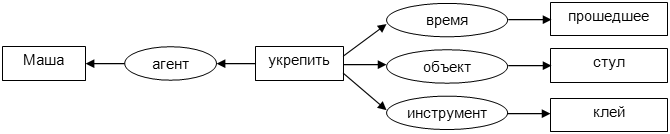 время
прошедшее
Маша
агент
укрепить
объект
стул
инструмент
клей